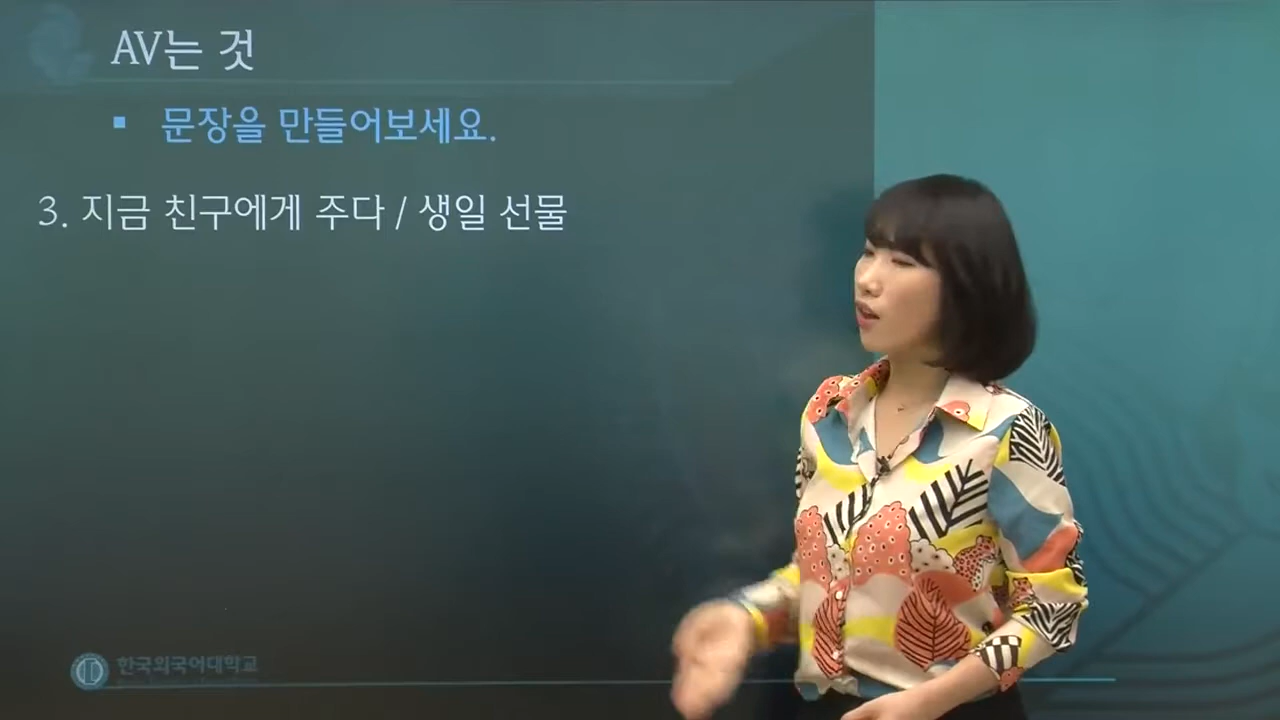 AV는 것
▪ 문장을 만들어보세요.
3. 지금 친구에게 주다 / 생일 선물
한국외국어대학교